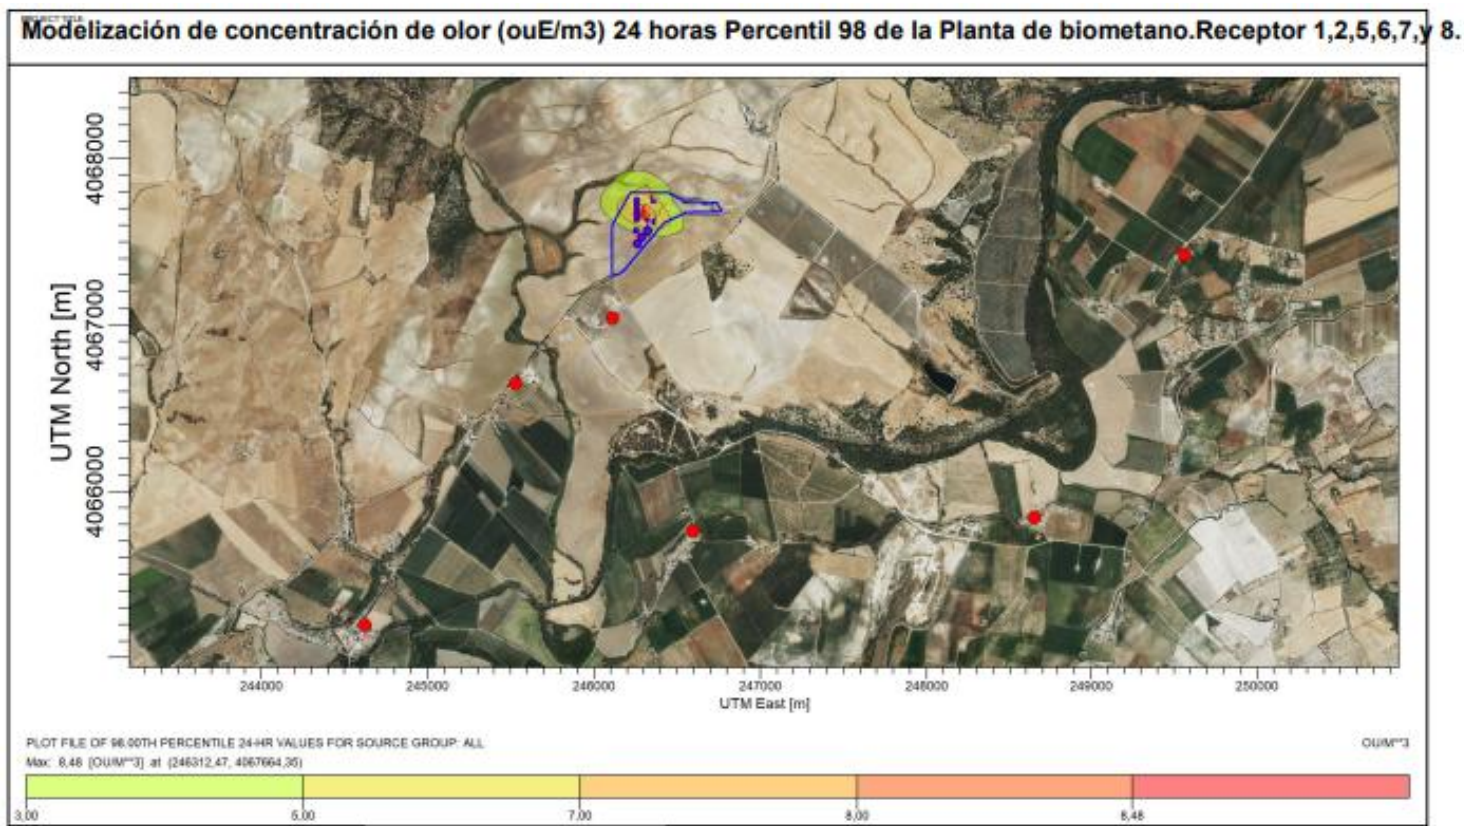 PROJECT TITLE:
Modelización de concentración de olor (ouE/m3) 24 horas Percentil 98 de la Planta de biometano.Receptor 1,2,5,6,7,y 8.
4068000
4067000
4066000
UTM North [m]
244000 245000 246000 247000 248000 249000 250000
UTM East [m]
PLOT FILE OF 98.00TH PERCENTILE 24-HR VALUES FOR SOURCE GROUP: ALL
OU/M**3
Max: 8,48 [OU/M**3] at (246312,47, 4067664,35)
3,00 5,00 7,00 8,00 8,48